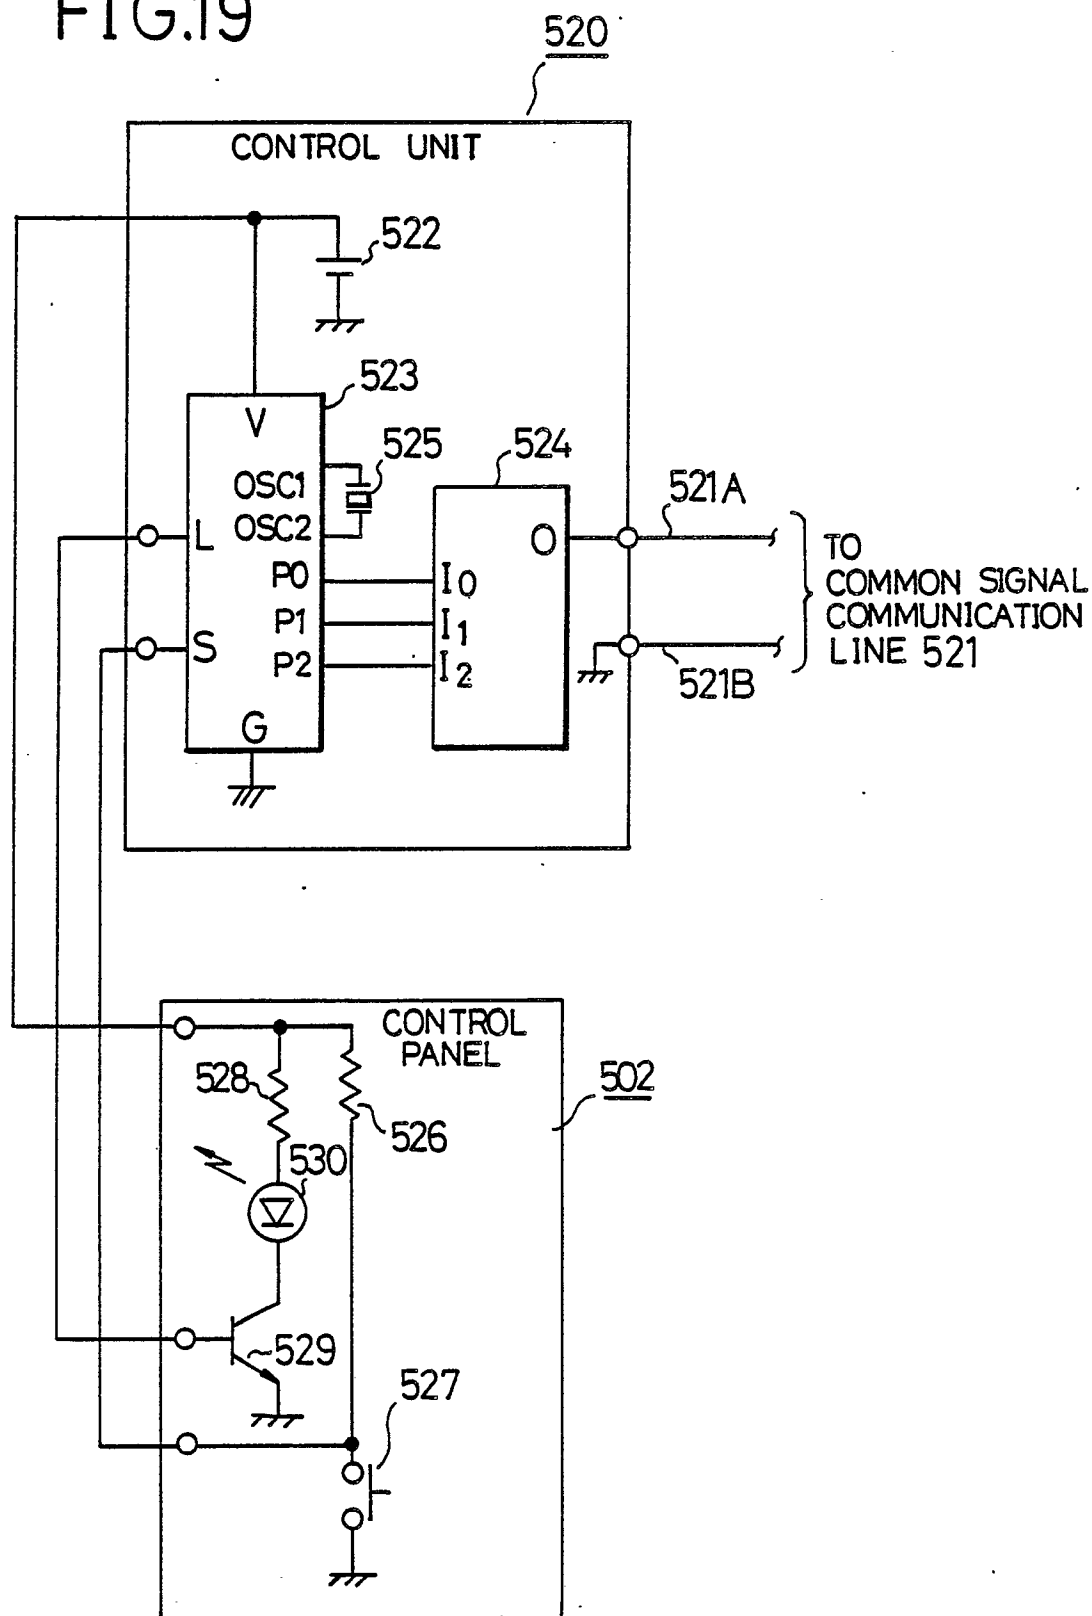 FIG.19
520
CONTROL UNIT
522
523
V
525
524
OSC1
521A
L
OSC2
O
TO
COMMON SIGNAL
COMMUNICATION
LINE 521
P0
I0
P1
I1
S
P2
I2
521B
G
CONTROL
PANEL
528
502
526
530
529
527